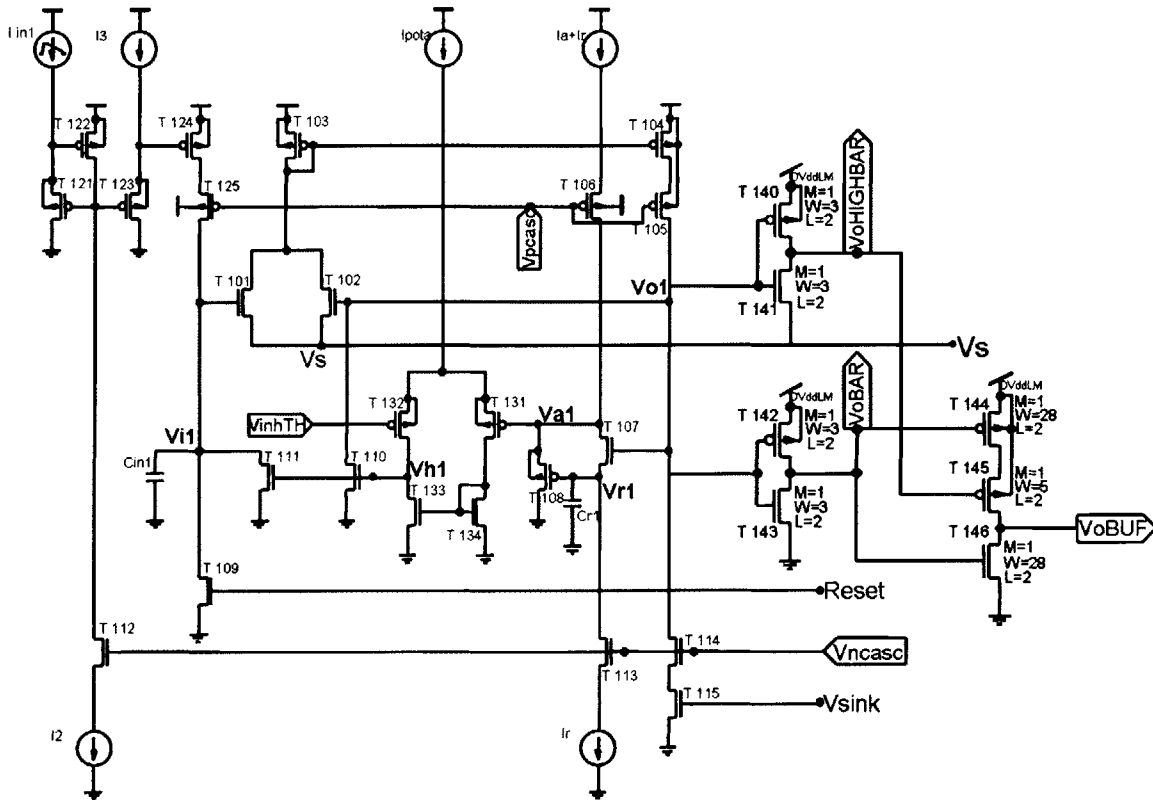 I in1
I3
Ipota
Ia+Ir
T 122
T 124
T 103
T 104
T 121
T 123
T 125
T 106
T 105
Vpcasc
T 101
T 102
Vo1
Vs
T 140
DVddLM
M=1
W=3
L=2
VoHIGHBAR
M=1
W=3
L=2
T 141
Vs
VinhTH
T 132
T 131
Va1
T 107
T 142
DVddLM
M=1
W=3
L=2
VoBAR
T 144
DVddLM
M=1
W=28
L=2
Vi1
Cin1
T 111
T 110
Vh1
T 133
T 134
T 108
Cr1
Vr1
M=1
W=3
L=2
T 143
T 145
M=1
W=5
L=2
T 146
M=1
W=28
L=2
VoBUF
T 109
Reset
T 112
T 113
T 114
Vncasc
T 115
Vsink
I2
Ir